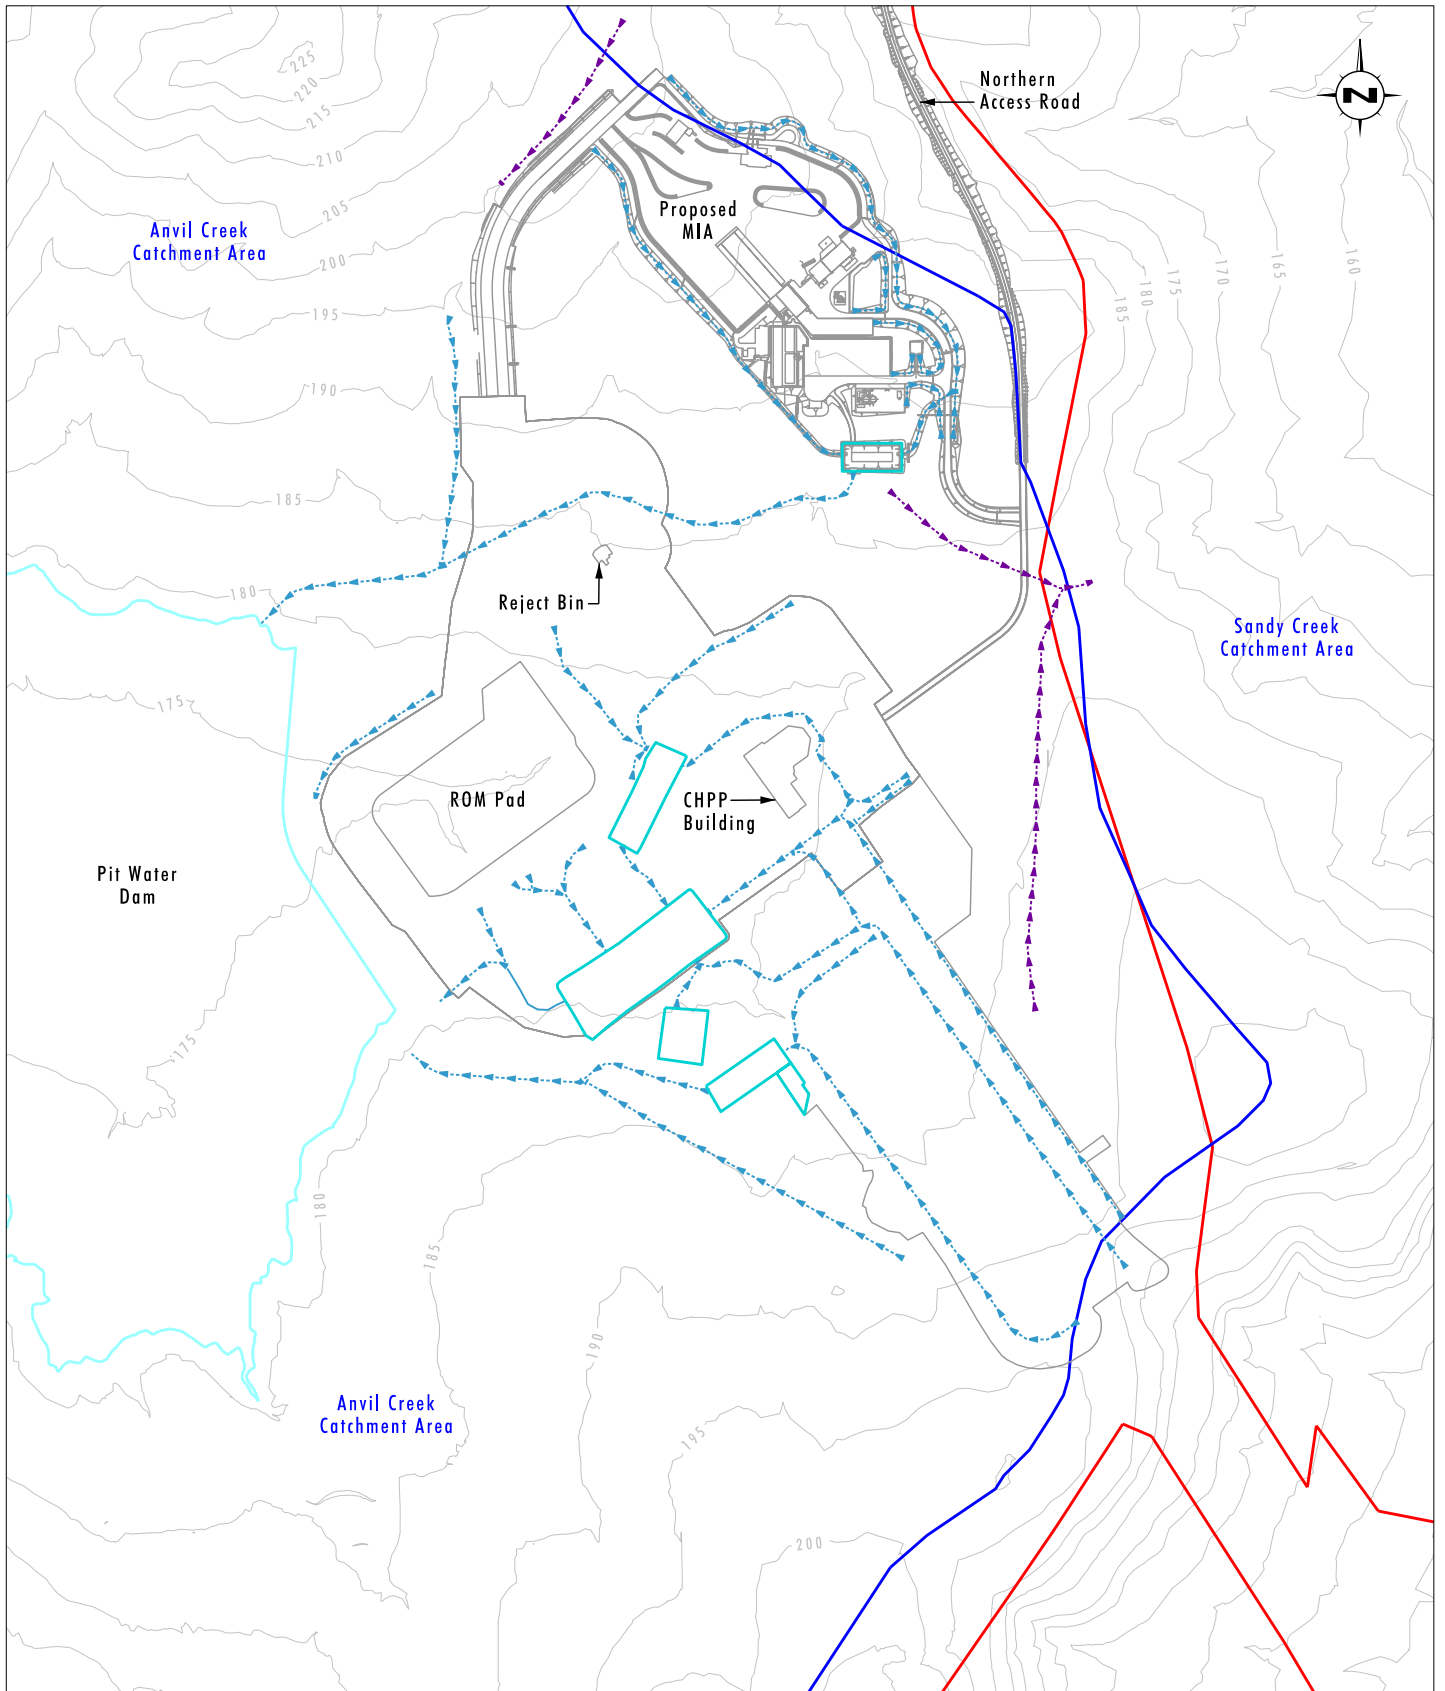 225
220
215
210
205
200
195
190
185
180
175
Northern
Access Road
N
Anvil Creek
Catchment Area
Proposed
MIA
185
180
175
170
165
160
Reject Bin
Sandy Creek
Catchment Area
ROM Pad
CHPP
Building
Pit Water
Dam
175
180
185
190
195
200
Anvil Creek
Catchment Area